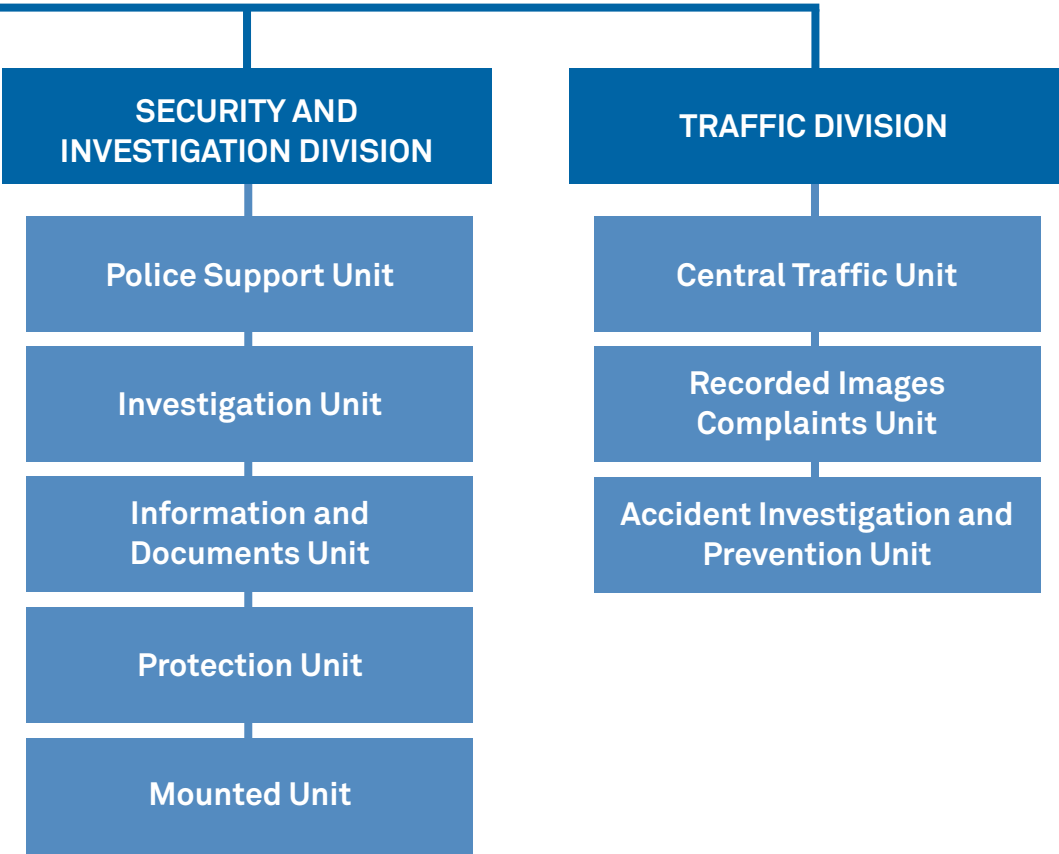 SECURITY AND
INVESTIGATION DIVISION
Police Support Unit
Investigation Unit
Information and
Documents Unit
Protection Unit
Mounted Unit
TRAFFIC DIVISION
Central Traffic Unit
Recorded Images
Complaints Unit
Accident Investigation and
Prevention Unit